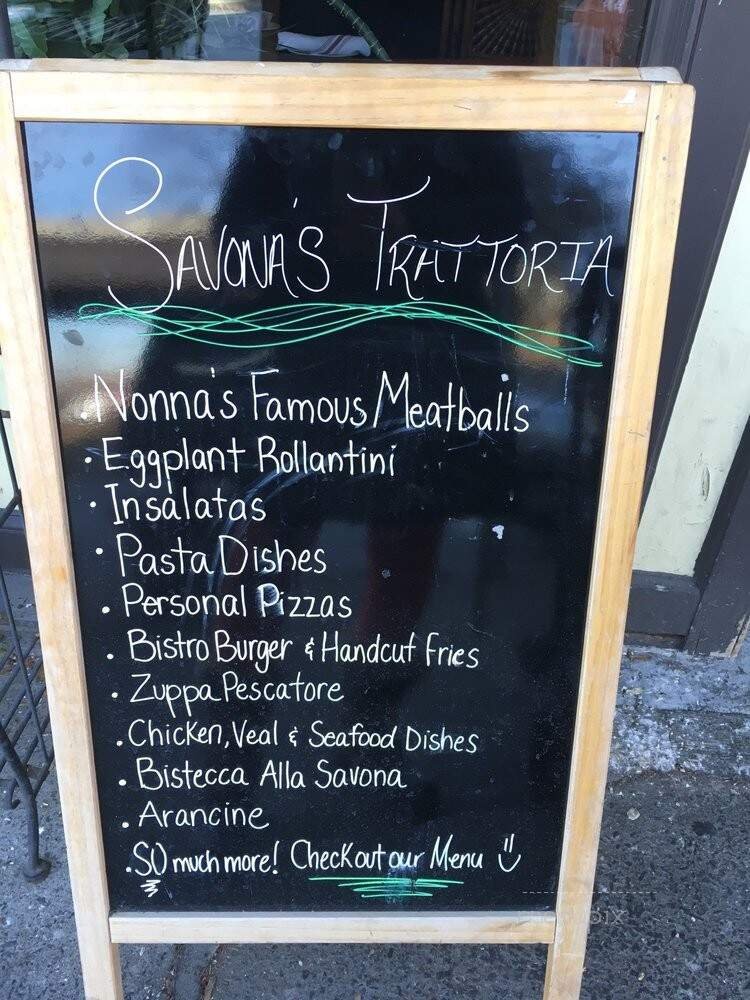 SAVONA'S TRATTORIA
· Nonna's Famous Meatballs
· Eggplant Rollantini
· Insalatas
· Pasta Dishes
· Personal Pizzas
· Bistro Burger & Handcut Fries
· Zuppa Pescatore
· Chicken, Veal & Seafood Dishes
· Bistecca Alla Savona
· Arancine
· SO much more! Check out our Menu